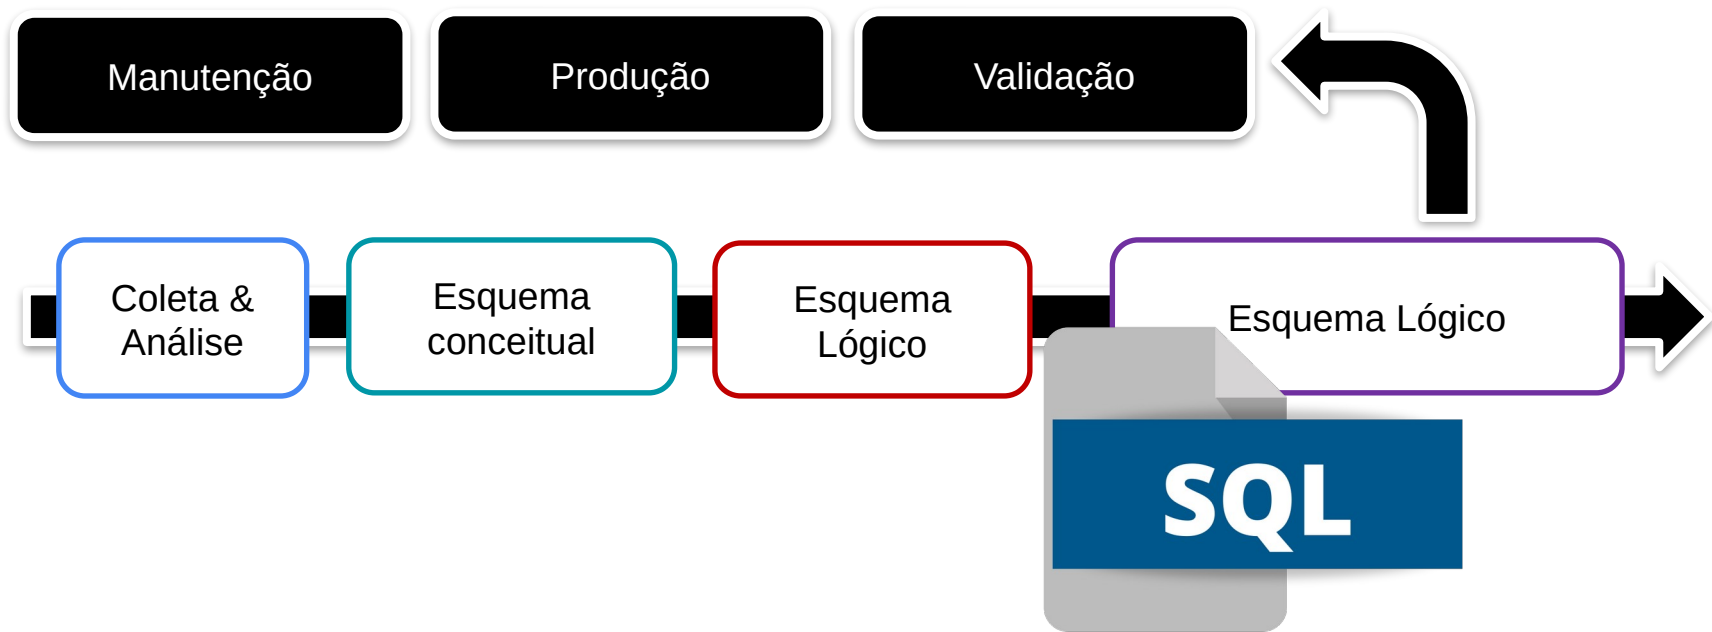 Manutenção
Produção
Validação
Coleta &
Análise
Esquema
conceitual
Esquema
Lógico
Esquema Lógico
SQL